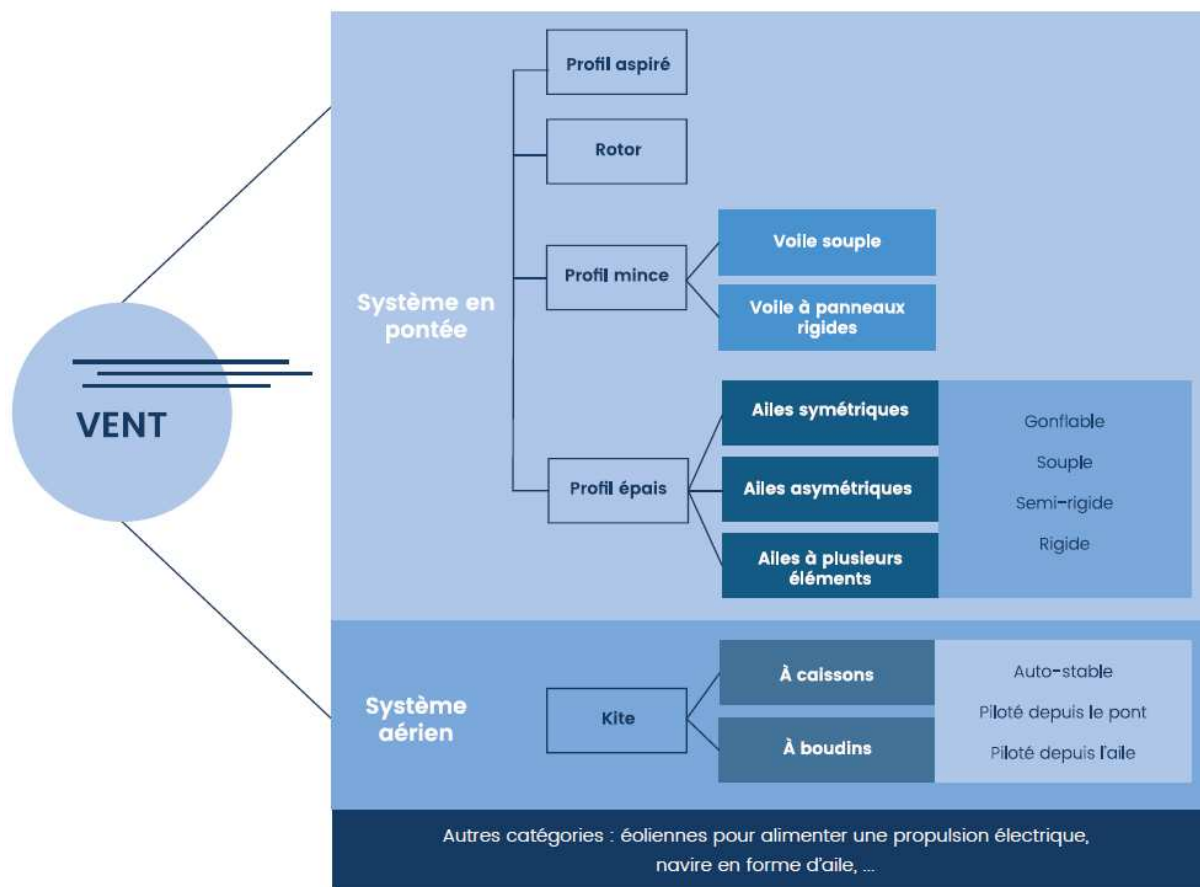 VENT
Système en
pontée
Profil aspiré
Rotor
Profil mince
Voile souple
Voile à panneaux
rigides
Profil épais
Ailes symétriques
Ailes asymétriques
Ailes à plusieurs
éléments
Gonflable
Souple
Semi-rigide
Rigide
Système
aérien
Kite
À caissons
À boudins
Auto-stable
Piloté depuis le pont
Piloté depuis l'aile
Autres catégories : éoliennes pour alimenter une propulsion électrique,
navire en forme d'aile, ...